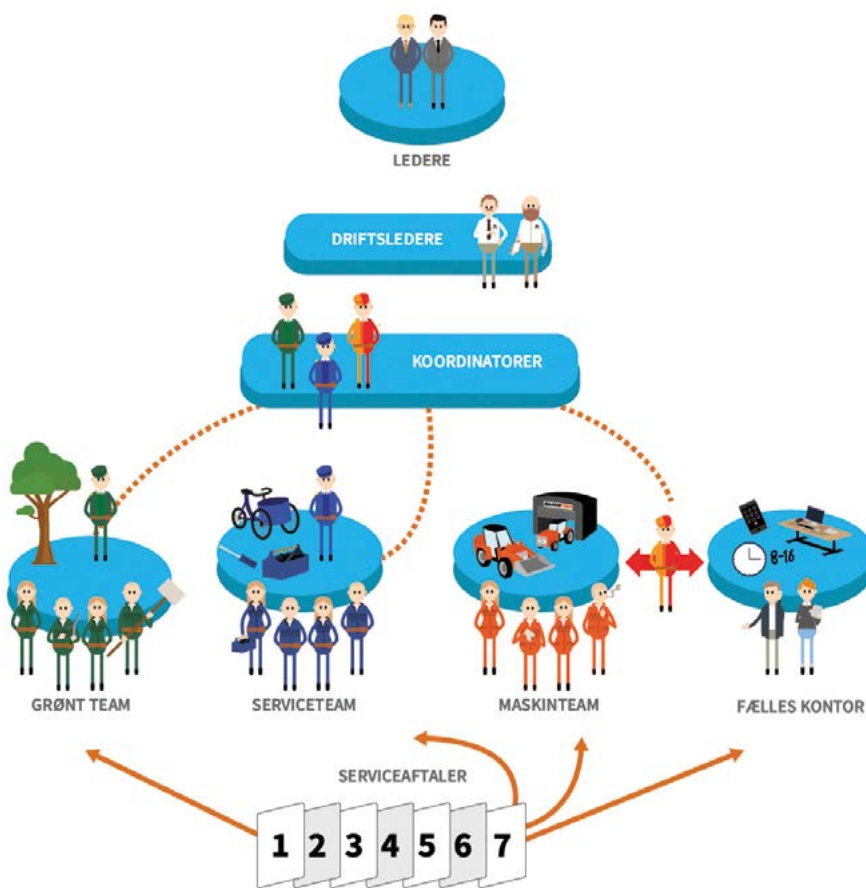 LEDERE
DRIFTSLEDERE
KOORDINATORER
8-16
GRØNT TEAM
SERVICETEAM
MASKINTEAM
FÆLLES KONTOR
SERVICEAFTALER
1 2 3 4 5 6 7